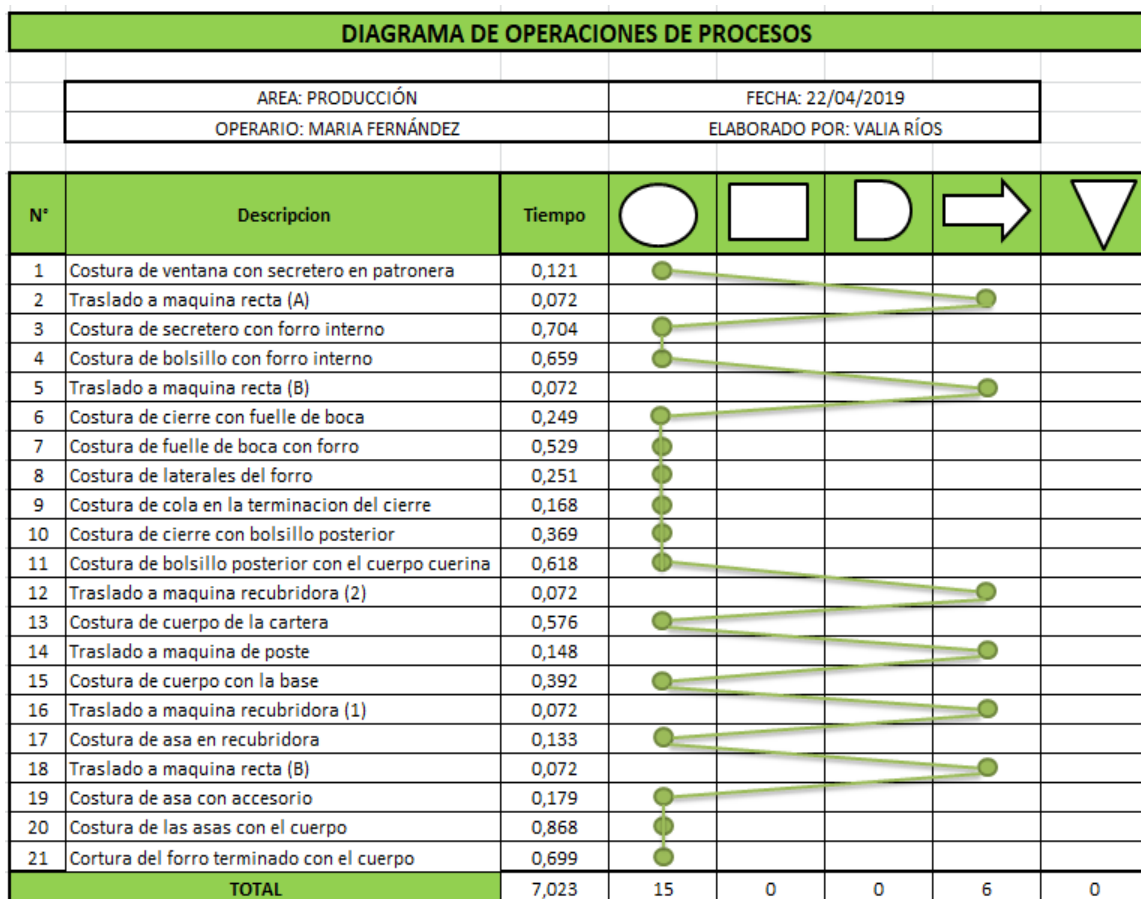 DIAGRAMA DE OPERACIONES DE PROCESOS
AREA: PRODUCCIÓN FECHA: 22/04/2019
OPERARIO: MARIA FERNÁNDEZ ELABORADO POR: VALIA RÍOS
N° Descripcion Tiempo
1 Costura de ventana con secretero en patronera 0,121
2 Traslado a maquina recta (A) 0,072
3 Costura de secretero con forro interno 0,704
4 Costura de bolsillo con forro interno 0,659
5 Traslado a maquina recta (B) 0,072
6 Costura de cierre con fuelle de boca 0,249
7 Costura de fuelle de boca con forro 0,529
8 Costura de laterales del forro 0,251
9 Costura de cola en la terminacion del cierre 0,168
10 Costura de cierre con bolsillo posterior 0,369
11 Costura de bolsillo posterior con el cuerpo cuerina 0,618
12 Traslado a maquina recubridora (2) 0,072
13 Costura de cuerpo de la cartera 0,576
14 Traslado a maquina de poste 0,148
15 Costura de cuerpo con la base 0,392
16 Traslado a maquina recubridora (1) 0,072
17 Costura de asa en recubridora 0,133
18 Traslado a maquina recta (B) 0,072
19 Costura de asa con accesorio 0,179
20 Costura de las asas con el cuerpo 0,868
21 Cortura del forro terminado con el cuerpo 0,699
TOTAL 7,023 15 0 0 6 0